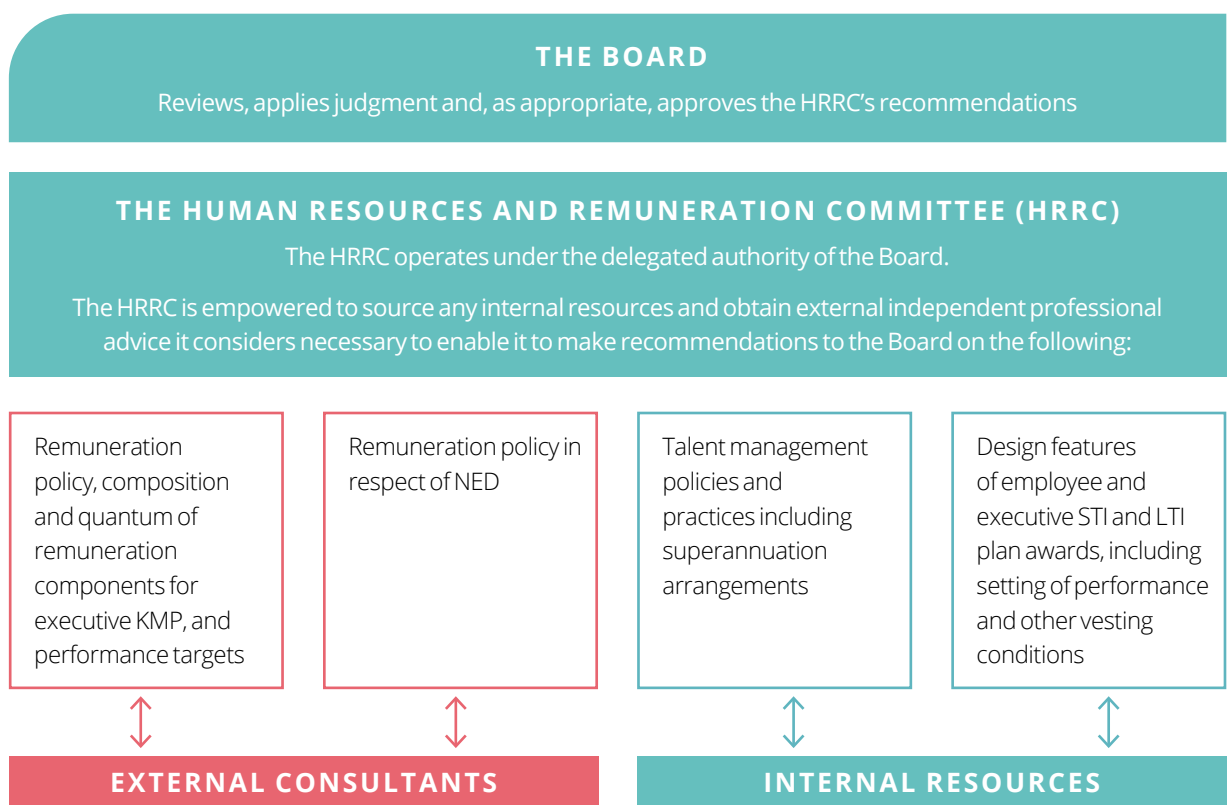 THE BOARD
Reviews, applies judgment and, as appropriate, approves the HRRC’s recommendations
THE HUMAN RESOURCES AND REMUNERATION COMMITTEE (HRRC)
The HRRC operates under the delegated authority of the Board.
The HRRC is empowered to source any internal resources and obtain external independent professional
advice it considers necessary to enable it to make recommendations to the Board on the following:
Remuneration
policy, composition
and quantum of
remuneration
components for
executive KMP, and
performance targets
Remuneration policy in
respect of NED
Talent management
policies and
practices including
superannuation
arrangements
Design features
of employee and
executive STI and LTI
plan awards, including
setting of performance
and other vesting
conditions
EXTERNAL CONSULTANTS
INTERNAL RESOURCES